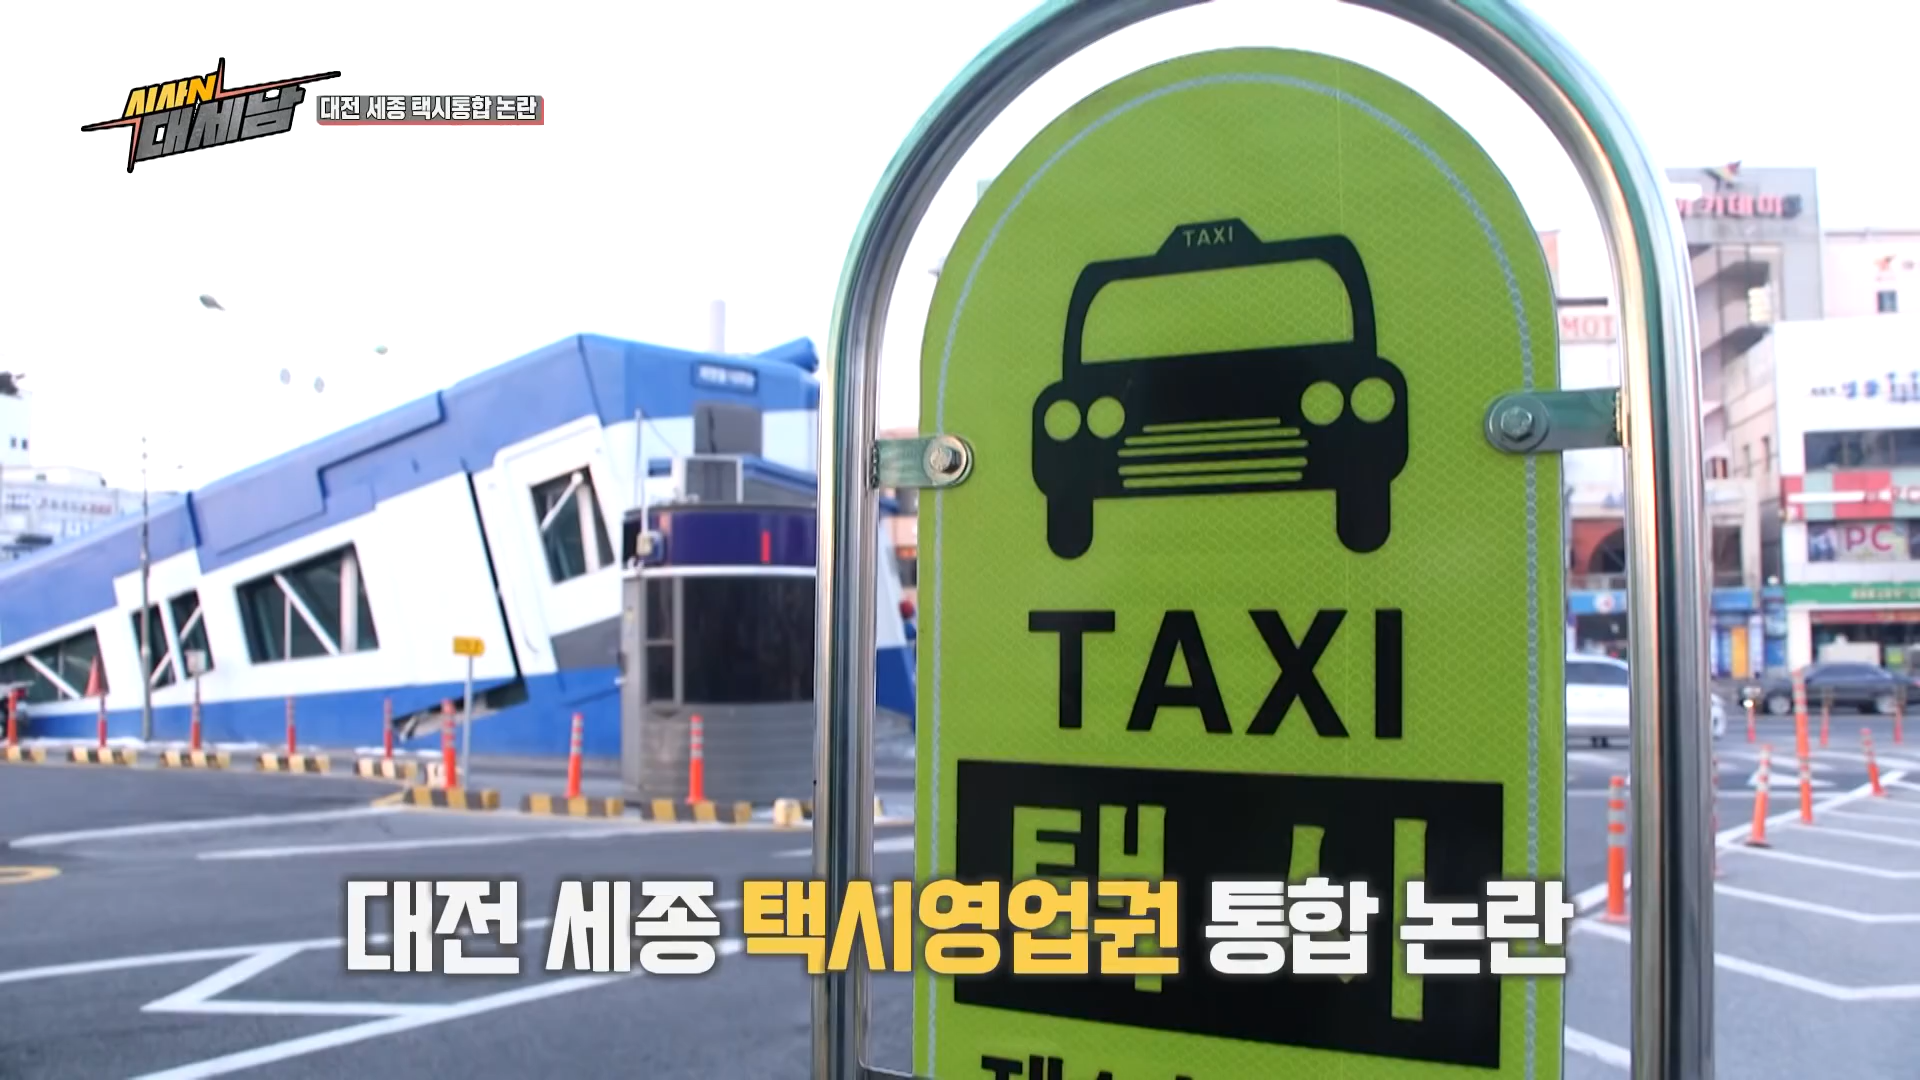 시사N
대세남
대전 세종 택시통합 논란
TAXI
TAXI
택시
PC
대전 세종 택시영업권 통합 논란